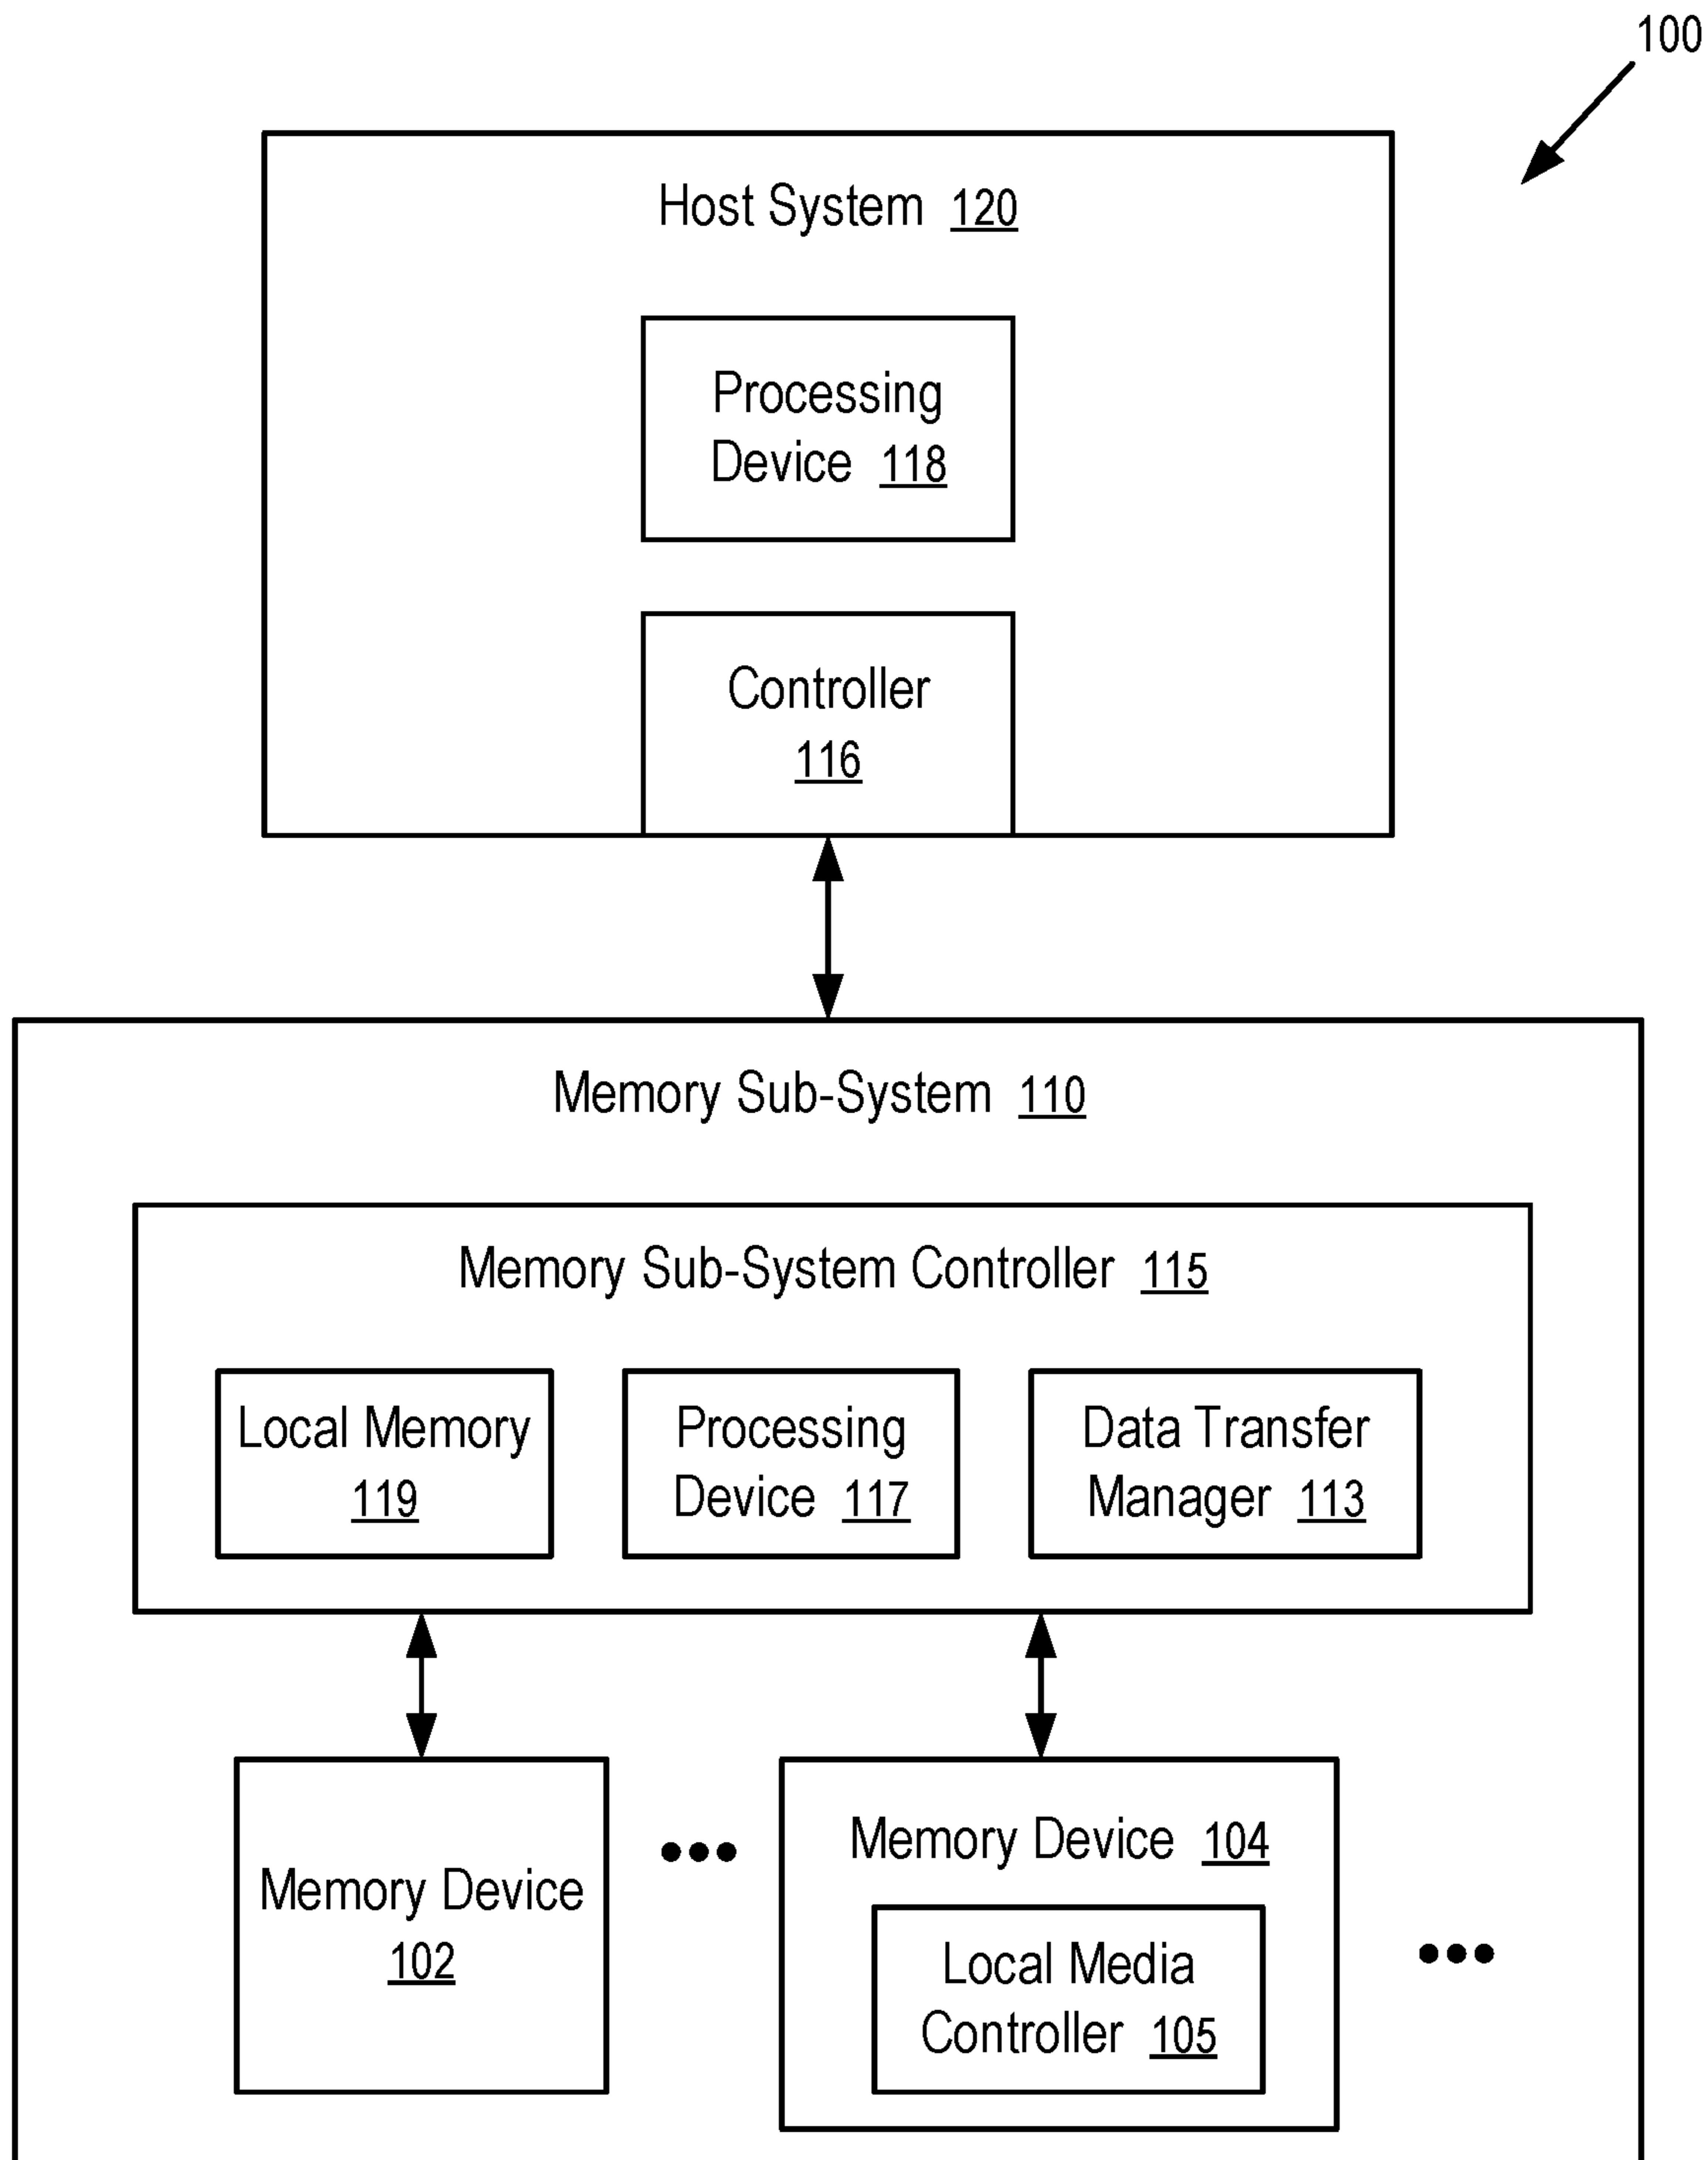 100
Host System 120
Processing
Device 118
Controller
116
Memory Sub-System 110
Memory Sub-System Controller 115
Local Memory
119
Processing
Device 117
Data Transfer
Manager 113
Memory Device
102
Memory Device 104
Local Media
Controller 105